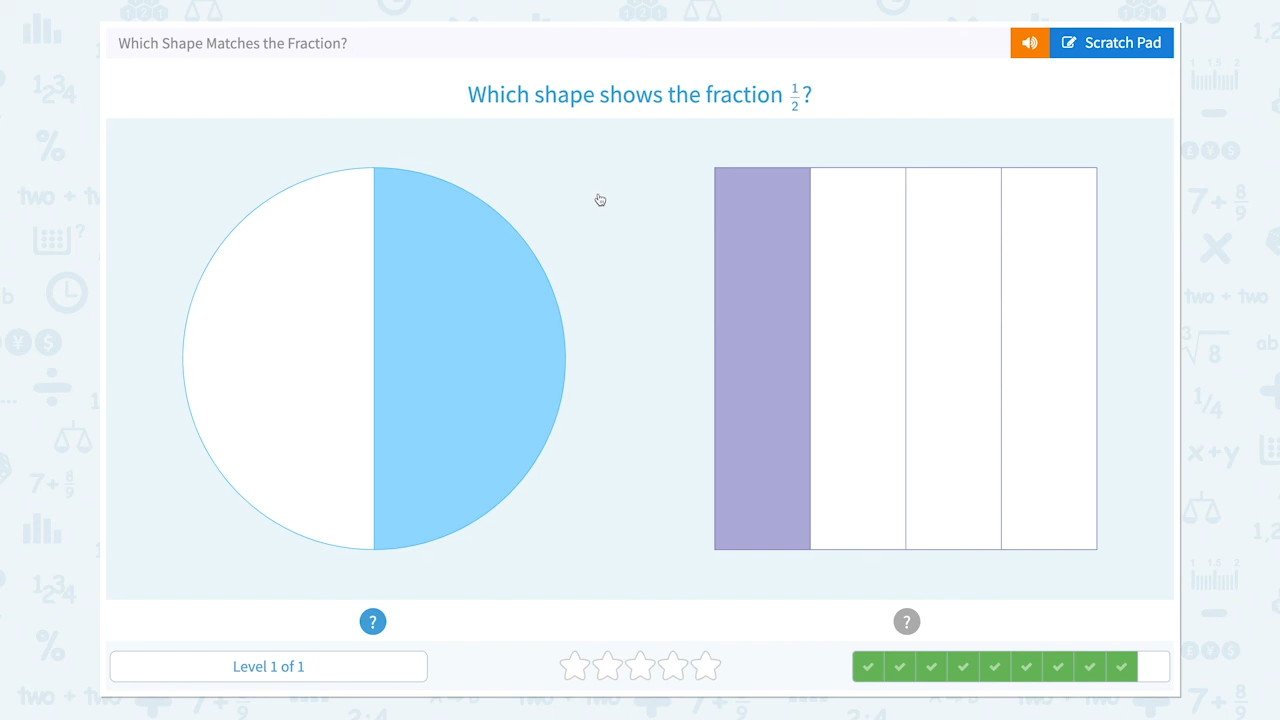 Which Shape Matches the Fraction?
Scratch Pad
Which shape shows the fraction 1/2?
? ?
Level 1 of 1